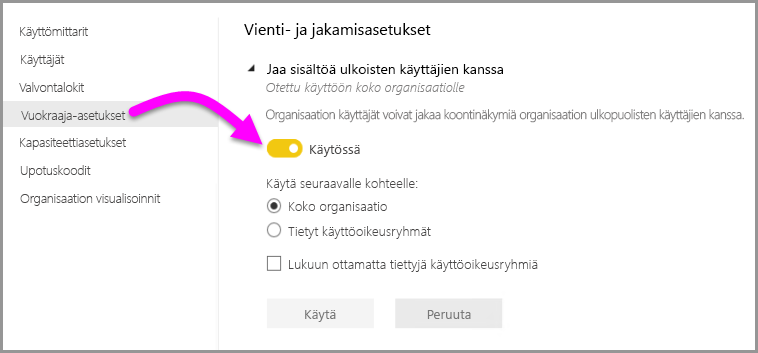 Käyttömittarit
Käyttäjät
Valvontalokit
Vuokraaja-asetukset
Kapasiteettiasetukset
Upotuskoodit
Organisaation visualisoinnit
Vienti- ja jakamisasetukset
Jaa sisältöä ulkoisten käyttäjien kanssa
Otettu käyttöön koko organisaatiolle
Organisaation käyttäjät voivat jakaa koontinäkymiä organisaation ulkopuolisten käyttäjien kanssa.
Käytössä
Käytä seuraavalle kohteelle:
Koko organisaatio
Tietyt käyttöoikeusryhmät
Lukuun ottamatta tiettyjä käyttöoikeusryhmiä
Käytä
Peruuta